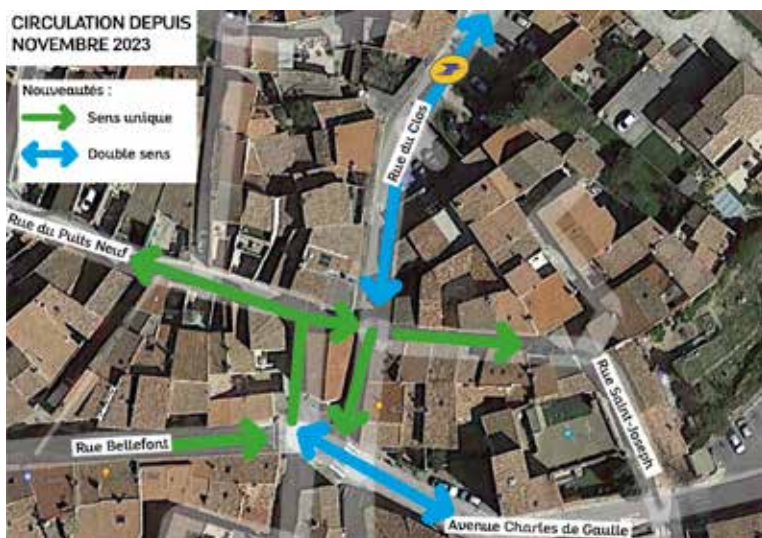 CIRCULATION DEPUIS
NOVEMBRE 2023
Nouveautés :
Sens unique
Double sens
Rue du Clos
Rue du Puits Neuf
Rue Saint-Joseph
Rue Bellefont
Avenue Charles de Gaulle